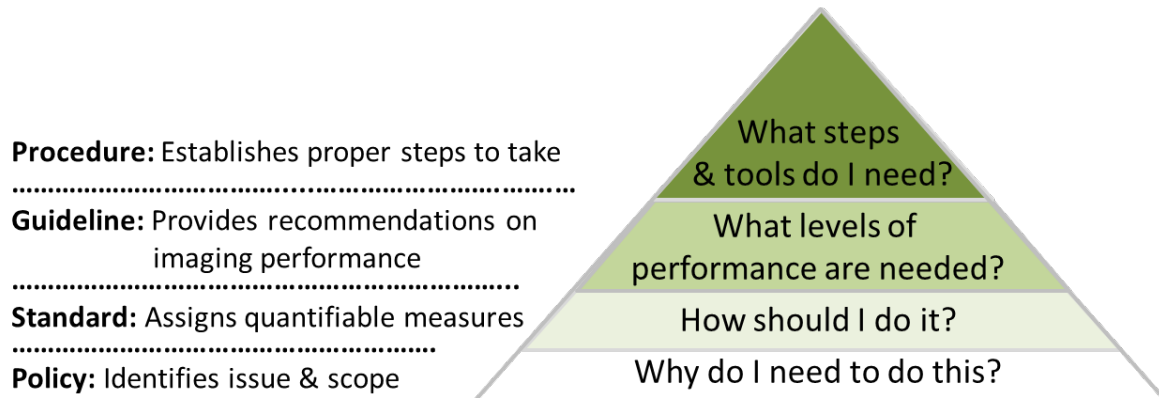 What steps
& tools do I need?
Procedure: Establishes proper steps to take
What levels of
performance are needed?
Guideline: Provides recommendations on
imaging performance
How should I do it?
Standard: Assigns quantifiable measures
Why do I need to do this?
Policy: Identifies issue & scope